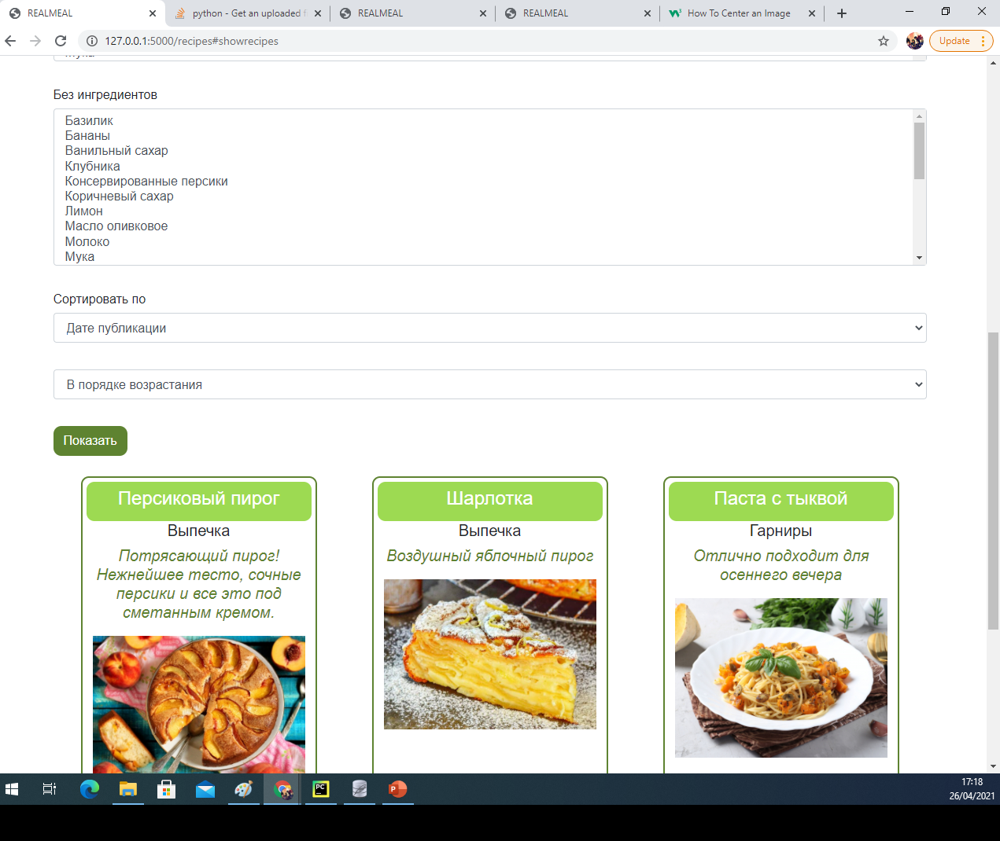 REALMEAL
python - Get an uploaded f
REALMEAL
REALMEAL
How To Center an Image
127.0.0.1:5000/recipes#showrecipes
Update
Без ингредиентов
Базилик
Бананы
Ванильный сахар
Клубника
Консервированные персики
Коричневый сахар
Лимон
Масло оливковое
Молоко
Мука
Сортировать по
Дате публикации
В порядке возрастания
Показать
Персиковый пирог
Выпечка
Потрясающий пирог!
Нежнейшее тесто, сочные
персики и все это под
сметанным кремом.
Шарлотка
Выпечка
Воздушный яблочный пирог
Паста с тыквой
Гарниры
Отлично подходит для
осеннего вечера
PC
P
17:18
26/04/2021